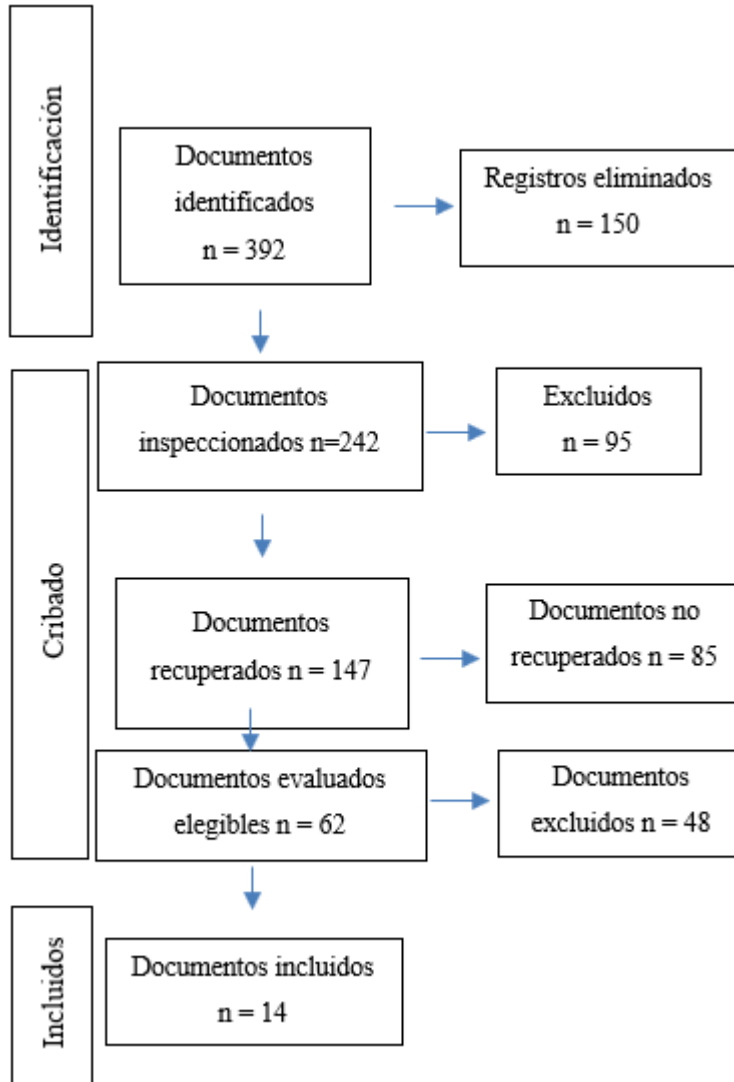 Identificación
Documentos
identificados
n = 392
Registros eliminados
n = 150
Cribado
Documentos
inspeccionados n=242
Excluidos
n = 95
Documentos
recuperados n = 147
Documentos no
recuperados n = 85
Documentos evaluados
elegibles n = 62
Documentos
excluidos n = 48
Incluidos
Documentos incluidos
n = 14